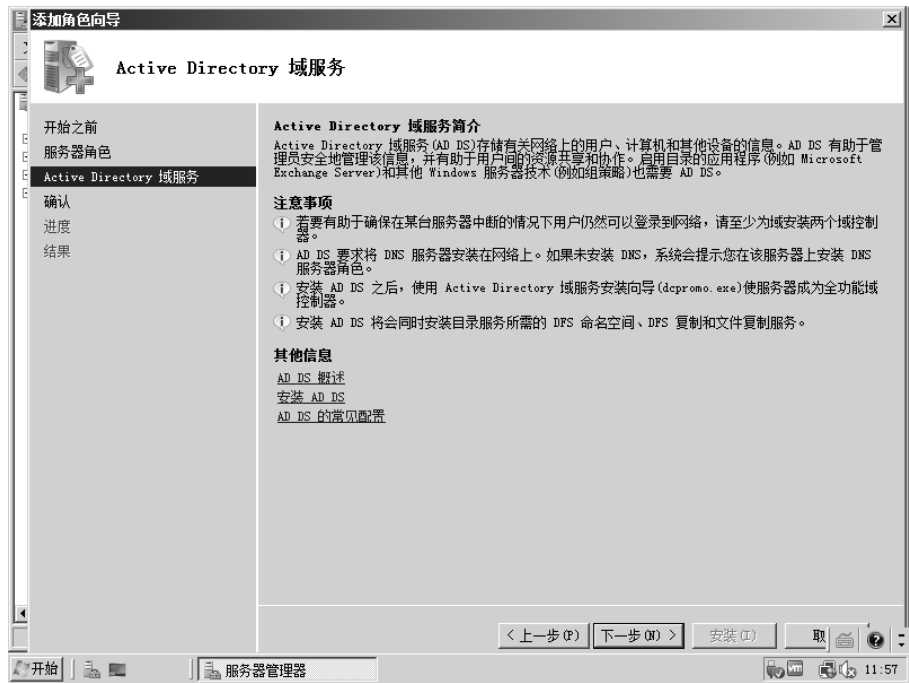 添加角色向导
Active Directory 域服务
开始之前
服务器角色
Active Directory 域服务
确认
进度
结果
Active Directory 域服务简介
Active Directory 域服务(AD DS)存储有关网络上的用户、计算机和其他设备的信息。AD DS 有助于管
理员安全地管理该信息，并有助于用户间的资源共享和协作。启用目录的应用程序(例如 Microsoft
Exchange Server)和其他 Windows 服务器技术(例如组策略)也需要 AD DS。
注意事项
若要有助于确保在某台服务器中断的情况下用户仍然可以登录到网络，请至少为域安装两个域控制
器。
AD DS 要求将 DNS 服务器安装在网络上。如果未安装 DNS，系统会提示您在该服务器上安装 DNS
服务器角色。
安装 AD DS 之后，使用 Active Directory 域服务安装向导(dcpromo.exe)使服务器成为全功能域
控制器。
安装 AD DS 将会同时安装目录服务所需的 DFS 命名空间、DFS 复制和文件复制服务。
其他信息
AD DS 概述
安装 AD DS
AD DS 的常见配置
< 上一步(P) 下一步(N) > 安装(I) 取
开始 服务器管理器 11:57